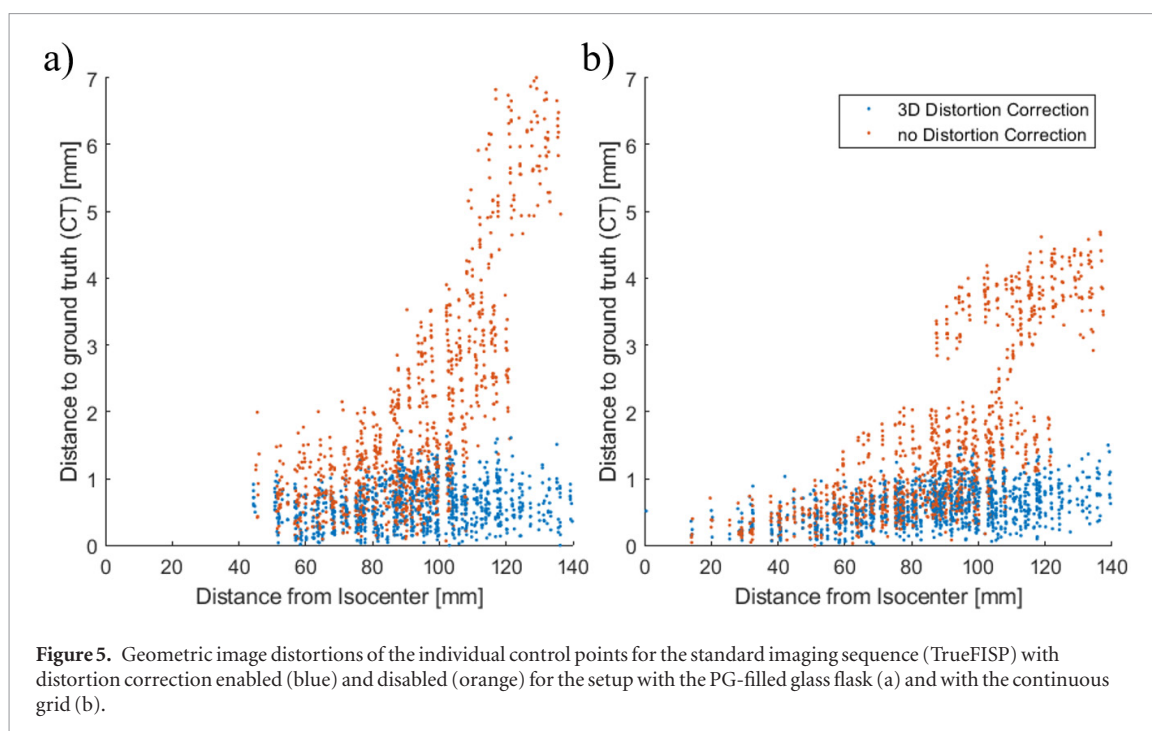 a)
7
6
5
4
3
2
1
0
Distance to ground truth (CT) [mm]
0 20 40 60 80 100 120 140
Distance from Isocenter [mm]
b)
7
6
5
4
3
2
1
0
Distance to ground truth (CT) [mm]
3D Distortion Correction
no Distortion Correction
0 20 40 60 80 100 120 140
Distance from Isocenter [mm]
Figure 5. Geometric image distortions of the individual control points for the standard imaging sequence (TrueFISP) with
distortion correction enabled (blue) and disabled (orange) for the setup with the PG-filled glass flask (a) and with the continuous
grid (b).